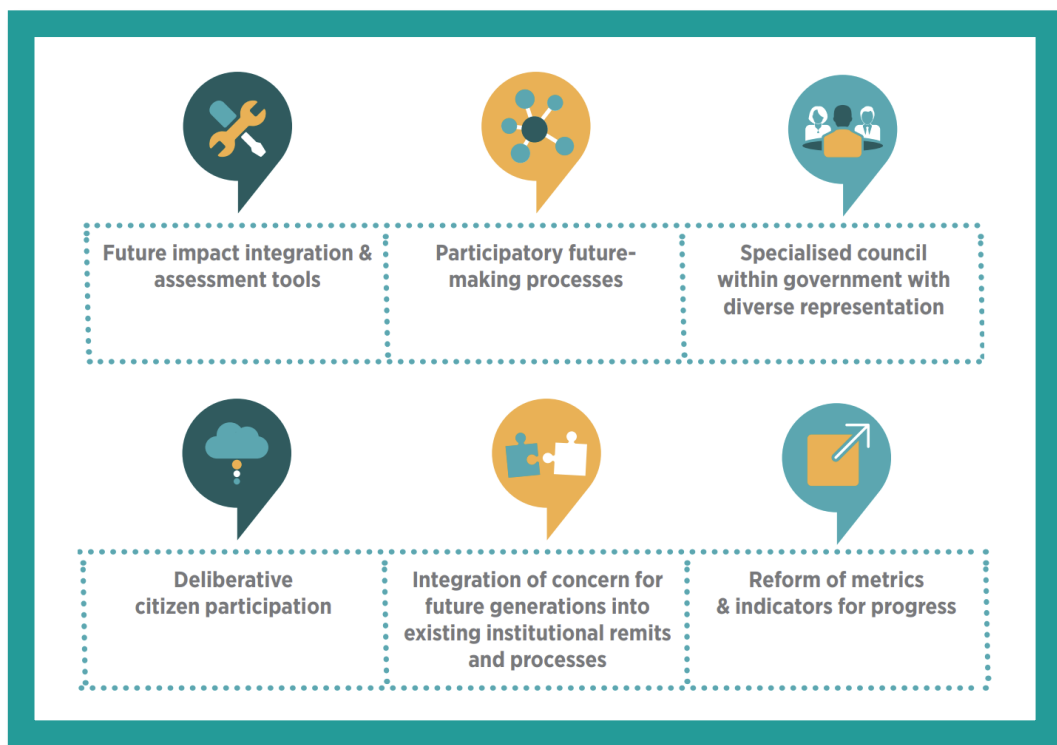 Future impact integration &
assessment tools
Participatory future-
making processes
Specialised council
within government with
diverse representation
Deliberative
citizen participation
Integration of concern for
future generations into
existing institutional remits
and processes
Reform of metrics
& indicators for progress